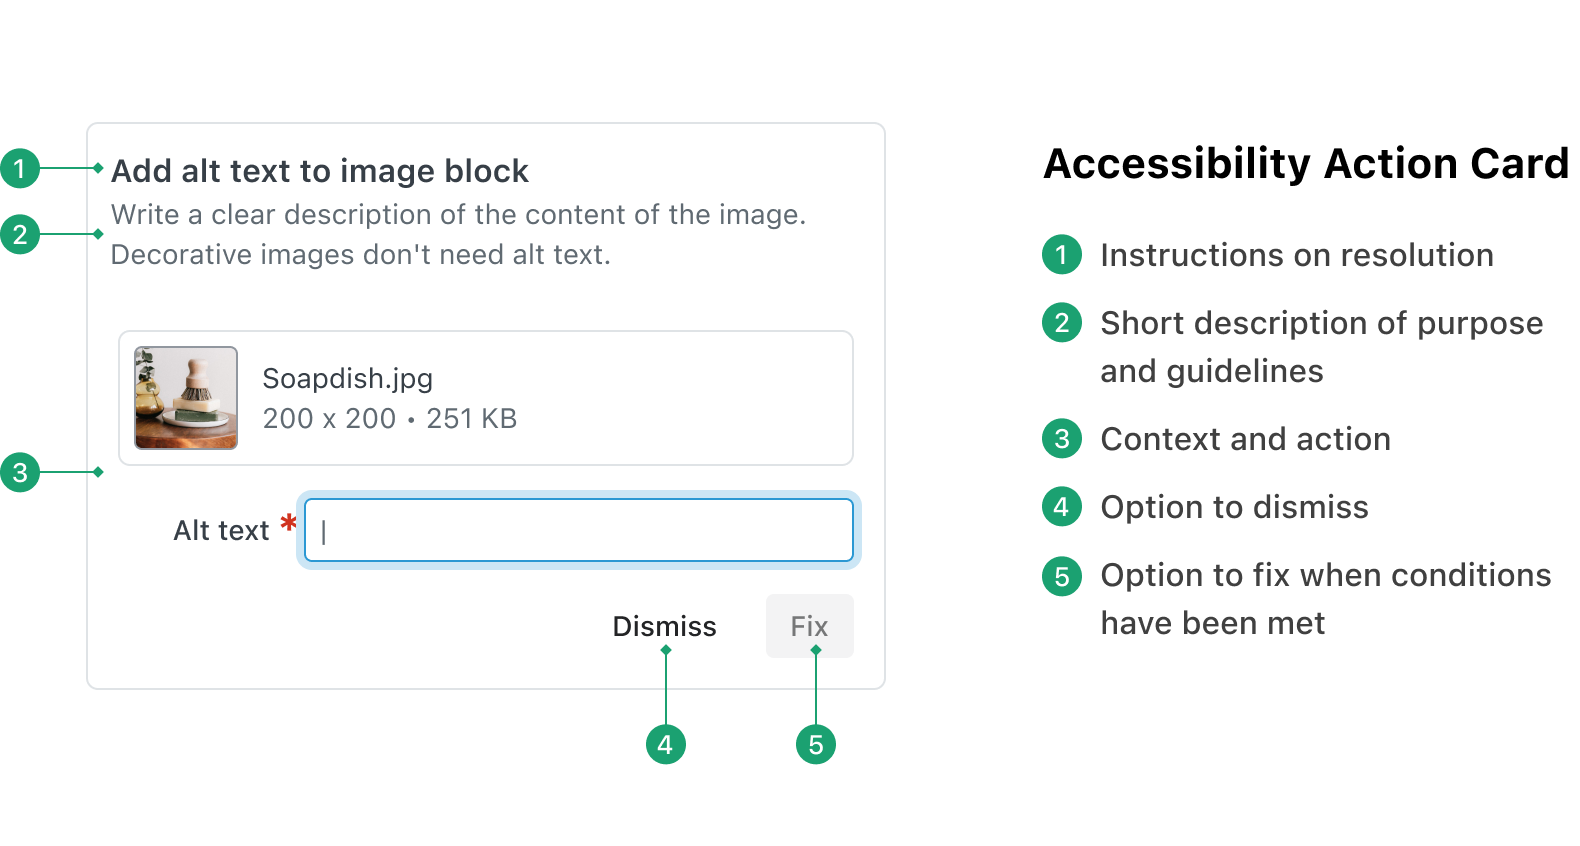 1
Add alt text to image block
2
Write a clear description of the content of the image.
Decorative images don't need alt text.
Soapdish.jpg
200 x 200 • 251 KB
3
Alt text *
Dismiss
Fix
4
5
Accessibility Action Card
1 Instructions on resolution
2 Short description of purpose
and guidelines
3 Context and action
4 Option to dismiss
5 Option to fix when conditions
have been met